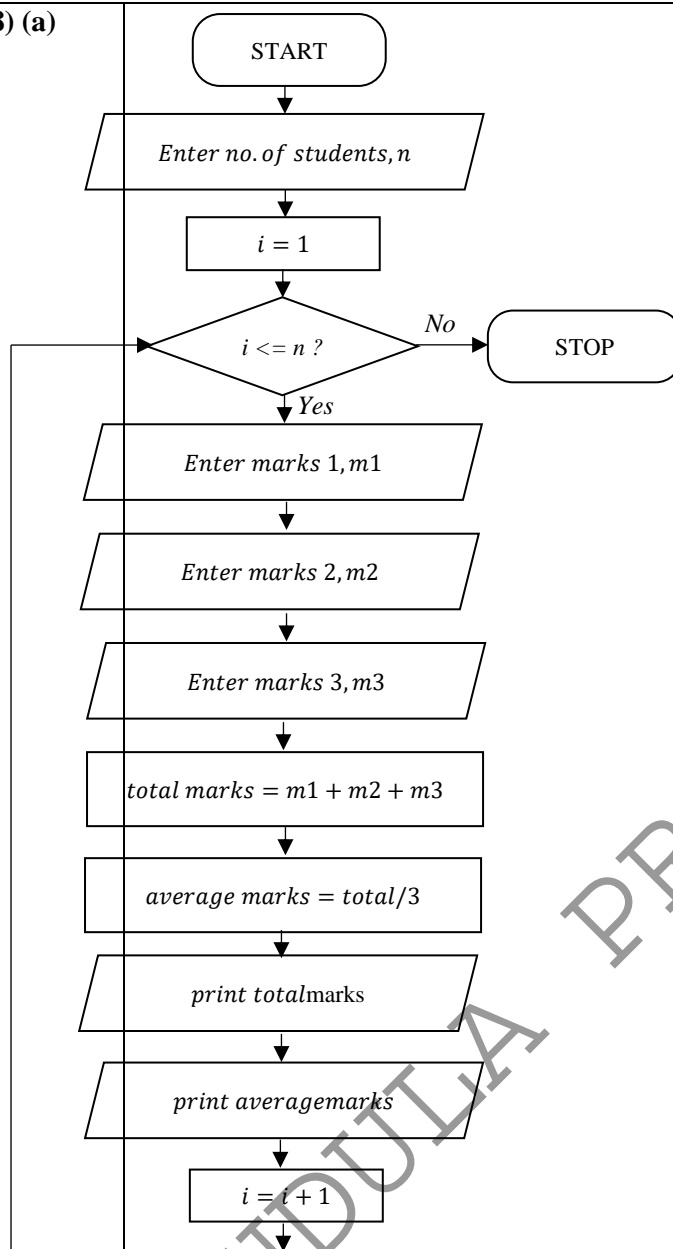 3) (a)
START
Enter no. of students, n
i = 1
i <= n ?
No
STOP
Yes
Enter marks 1, m1
Enter marks 2, m2
Enter marks 3, m3
total marks = m1 + m2 + m3
average marks = total/3
print totalmarks
print averagemarks
i = i + 1